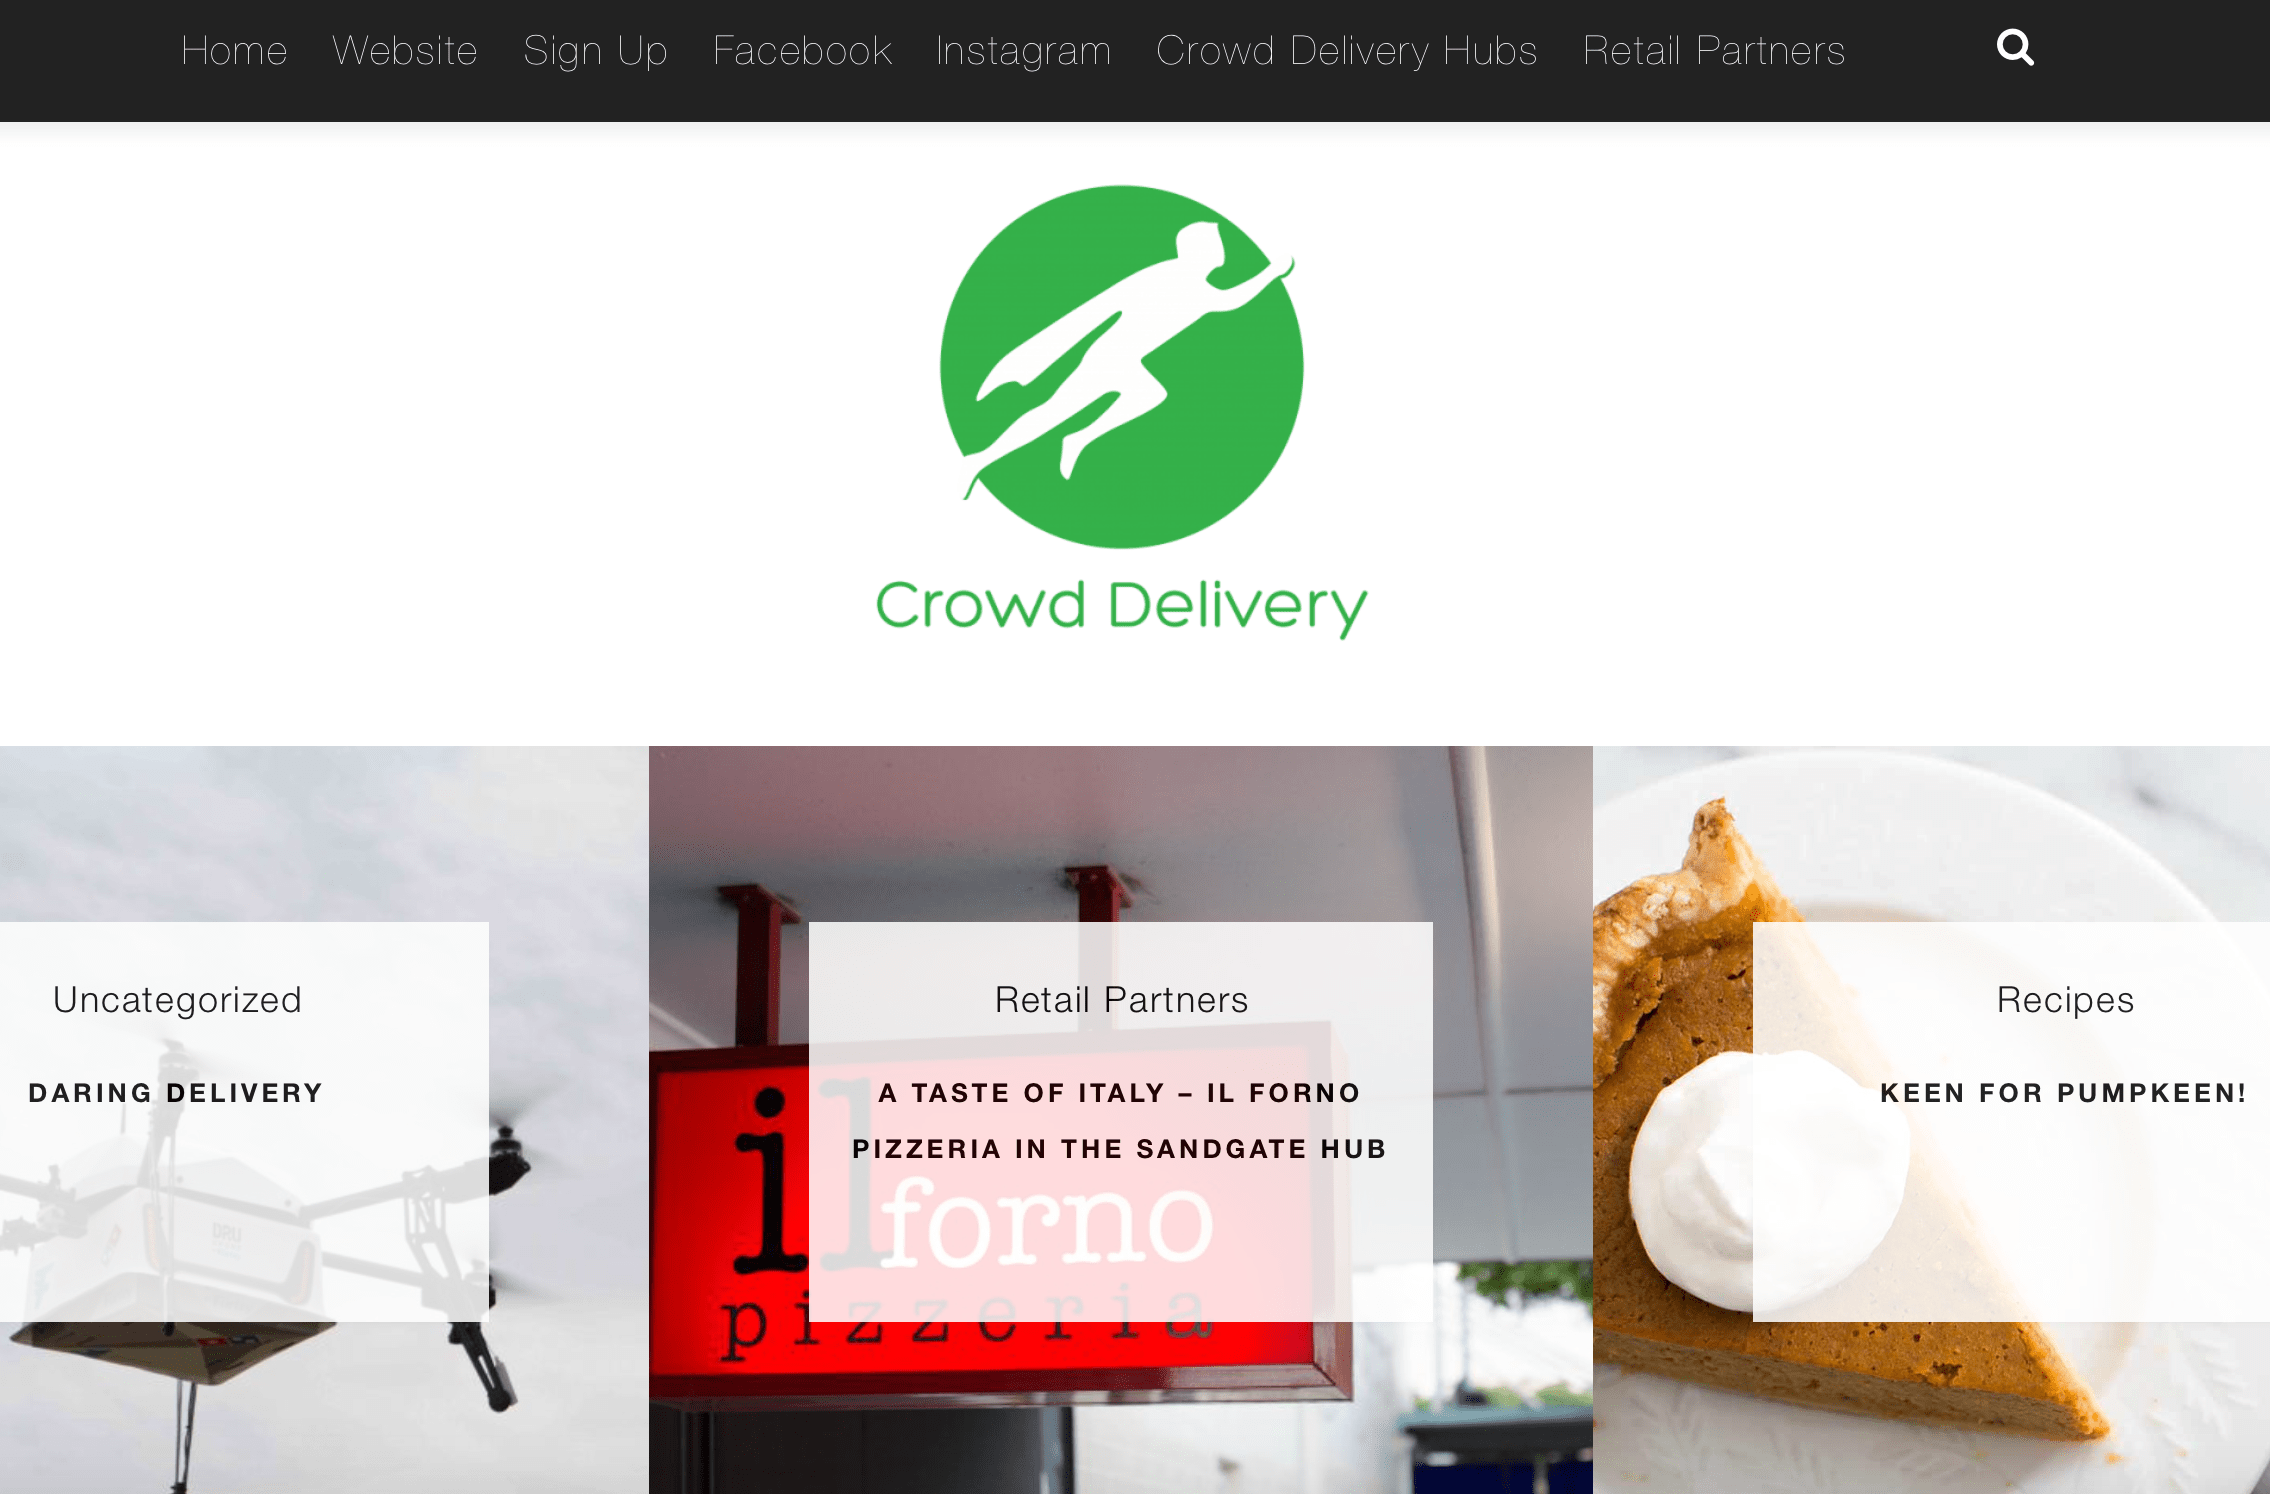 Home Website Sign Up Facebook Instagram Crowd Delivery Hubs Retail Partners
Crowd Delivery
Uncategorized
DARING DELIVERY
DRU
Retail Partners
A TASTE OF ITALY – IL FORNO
PIZZERIA IN THE SANDGATE HUB
il forno
pizzeria
Recipes
KEEN FOR PUMPKEEN!